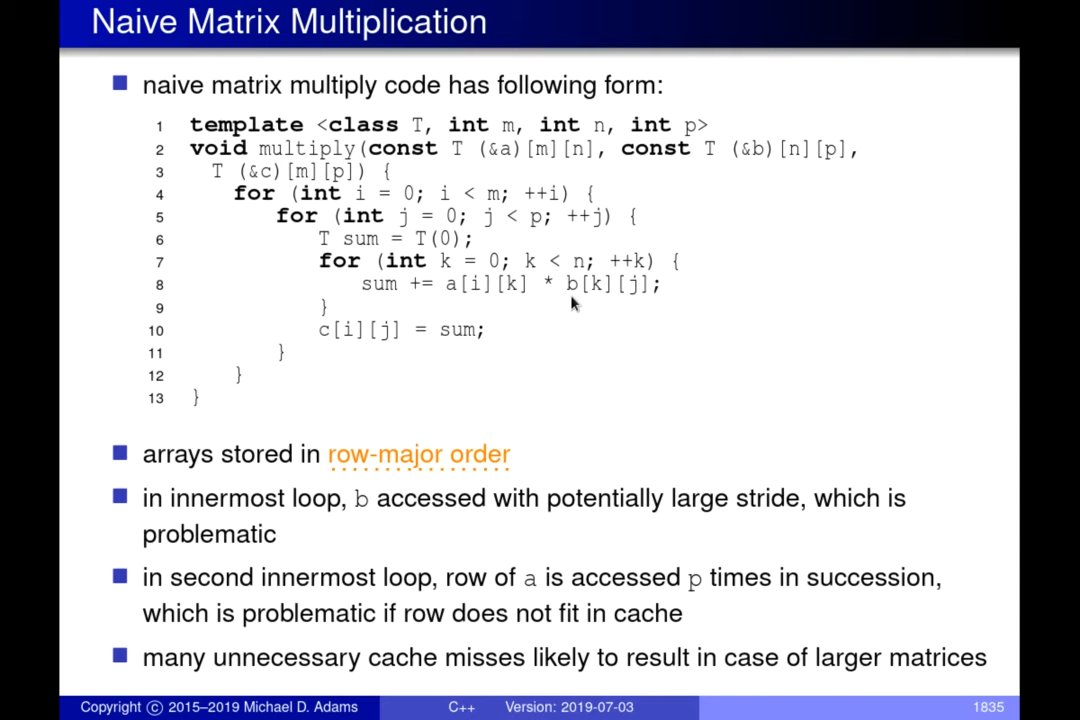 Naive Matrix Multiplication
naive matrix multiply code has following form:
1 template <class T, int m, int n, int p>
2 void multiply(const T (&a)[m][n], const T (&b)[n][p],
3 T (&c)[m][p]) {
4 for (int i = 0; i < m; ++i) {
5 for (int j = 0; j < p; ++j) {
6 T sum = T(0);
7 for (int k = 0; k < n; ++k) {
8 sum += a[i][k] * b[k][j];
9 }
10 c[i][j] = sum;
11 }
12 }
13 }
arrays stored in row-major order
in innermost loop, b accessed with potentially large stride, which is
problematic
in second innermost loop, row of a is accessed p times in succession,
which is problematic if row does not fit in cache
many unnecessary cache misses likely to result in case of larger matrices
Copyright © 2015–2019 Michael D. Adams C++ Version: 2019-07-03 1835